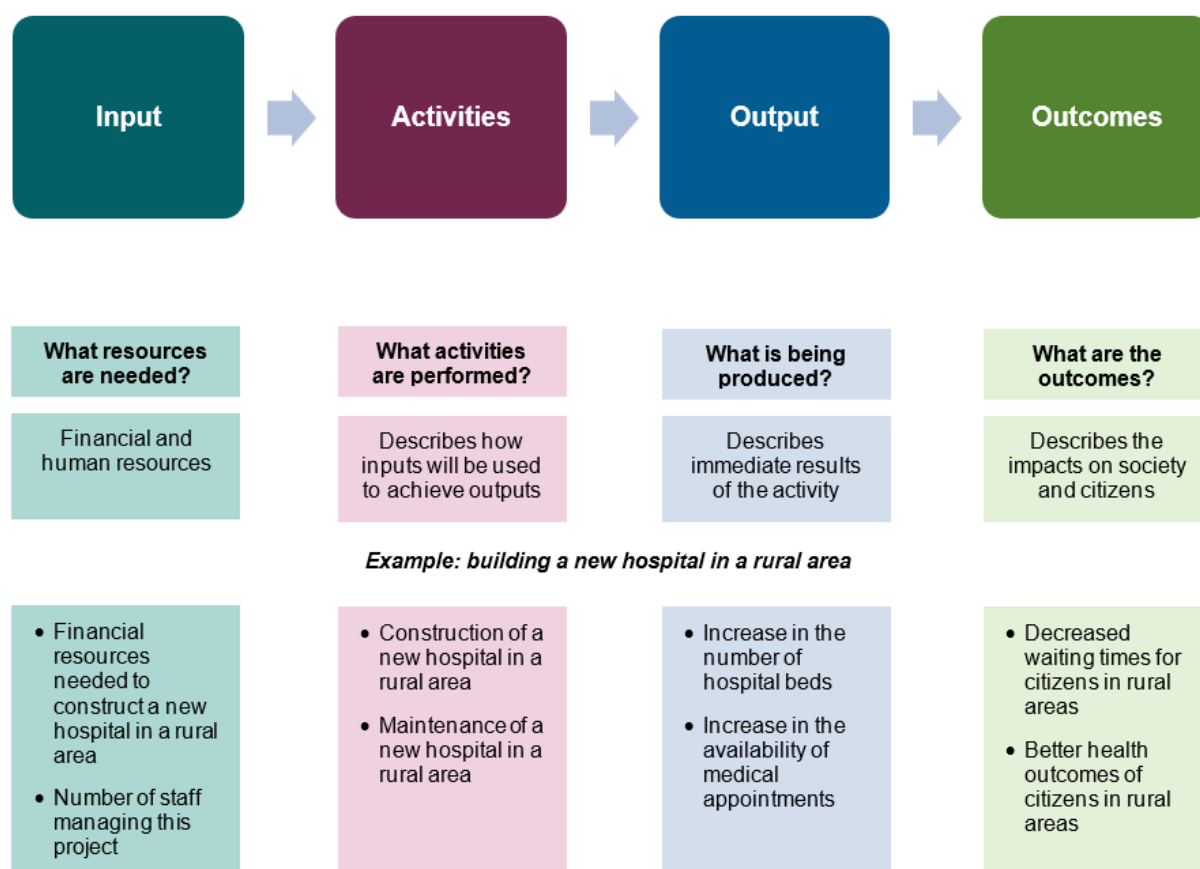 Input
Activities
Output
Outcomes
What resources
are needed?
What activities
are performed?
What is being
produced?
What are the
outcomes?
Financial and
human resources
Describes how
inputs will be used
to achieve outputs
Describes
immediate results
of the activity
Describes the
impacts on society
and citizens
Example: building a new hospital in a rural area
• Financial
resources
needed to
construct a new
hospital in a rural
area
• Number of staff
managing this
project
• Construction of a
new hospital in a
rural area
• Maintenance of a
new hospital in a
rural area
• Increase in the
number of
hospital beds
• Increase in the
availability of
medical
appointments
• Decreased
waiting times for
citizens in rural
areas
• Better health
outcomes of
citizens in rural
areas